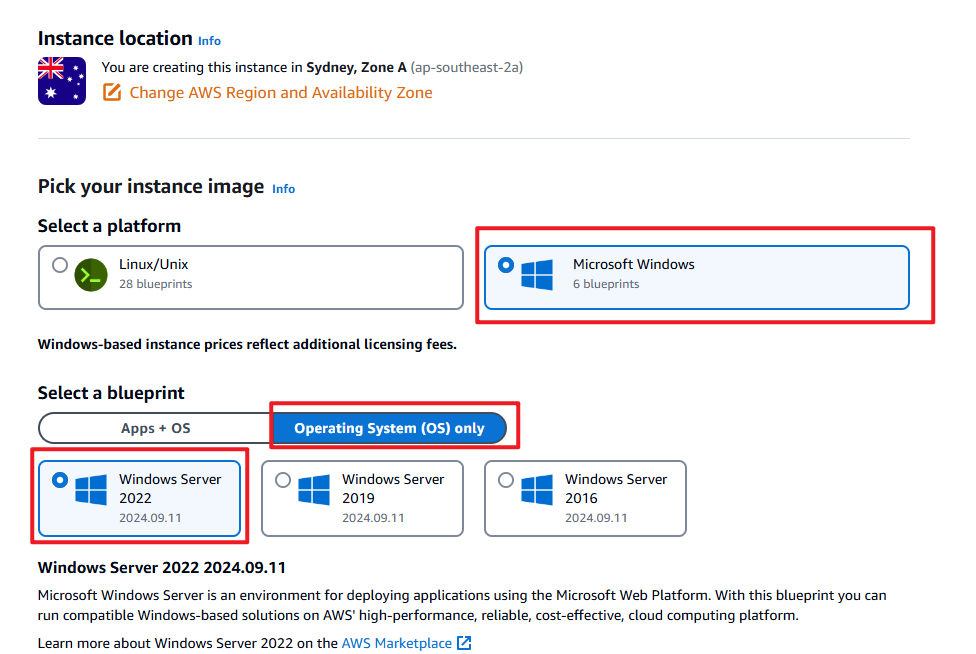 Instance location Info
You are creating this instance in Sydney, Zone A (ap-southeast-2a)
Change AWS Region and Availability Zone
Pick your instance image Info
Select a platform
Linux/Unix
28 blueprints
Microsoft Windows
6 blueprints
Windows-based instance prices reflect additional licensing fees.
Select a blueprint
Apps + OS
Operating System (OS) only
Windows Server
2022
2024.09.11
Windows Server
2019
2024.09.11
Windows Server
2016
2024.09.11
Windows Server 2022 2024.09.11
Microsoft Windows Server is an environment for deploying applications using the Microsoft Web Platform. With this blueprint you can
run compatible Windows-based solutions on AWS' high-performance, reliable, cost-effective, cloud computing platform.
Learn more about Windows Server 2022 on the AWS Marketplace